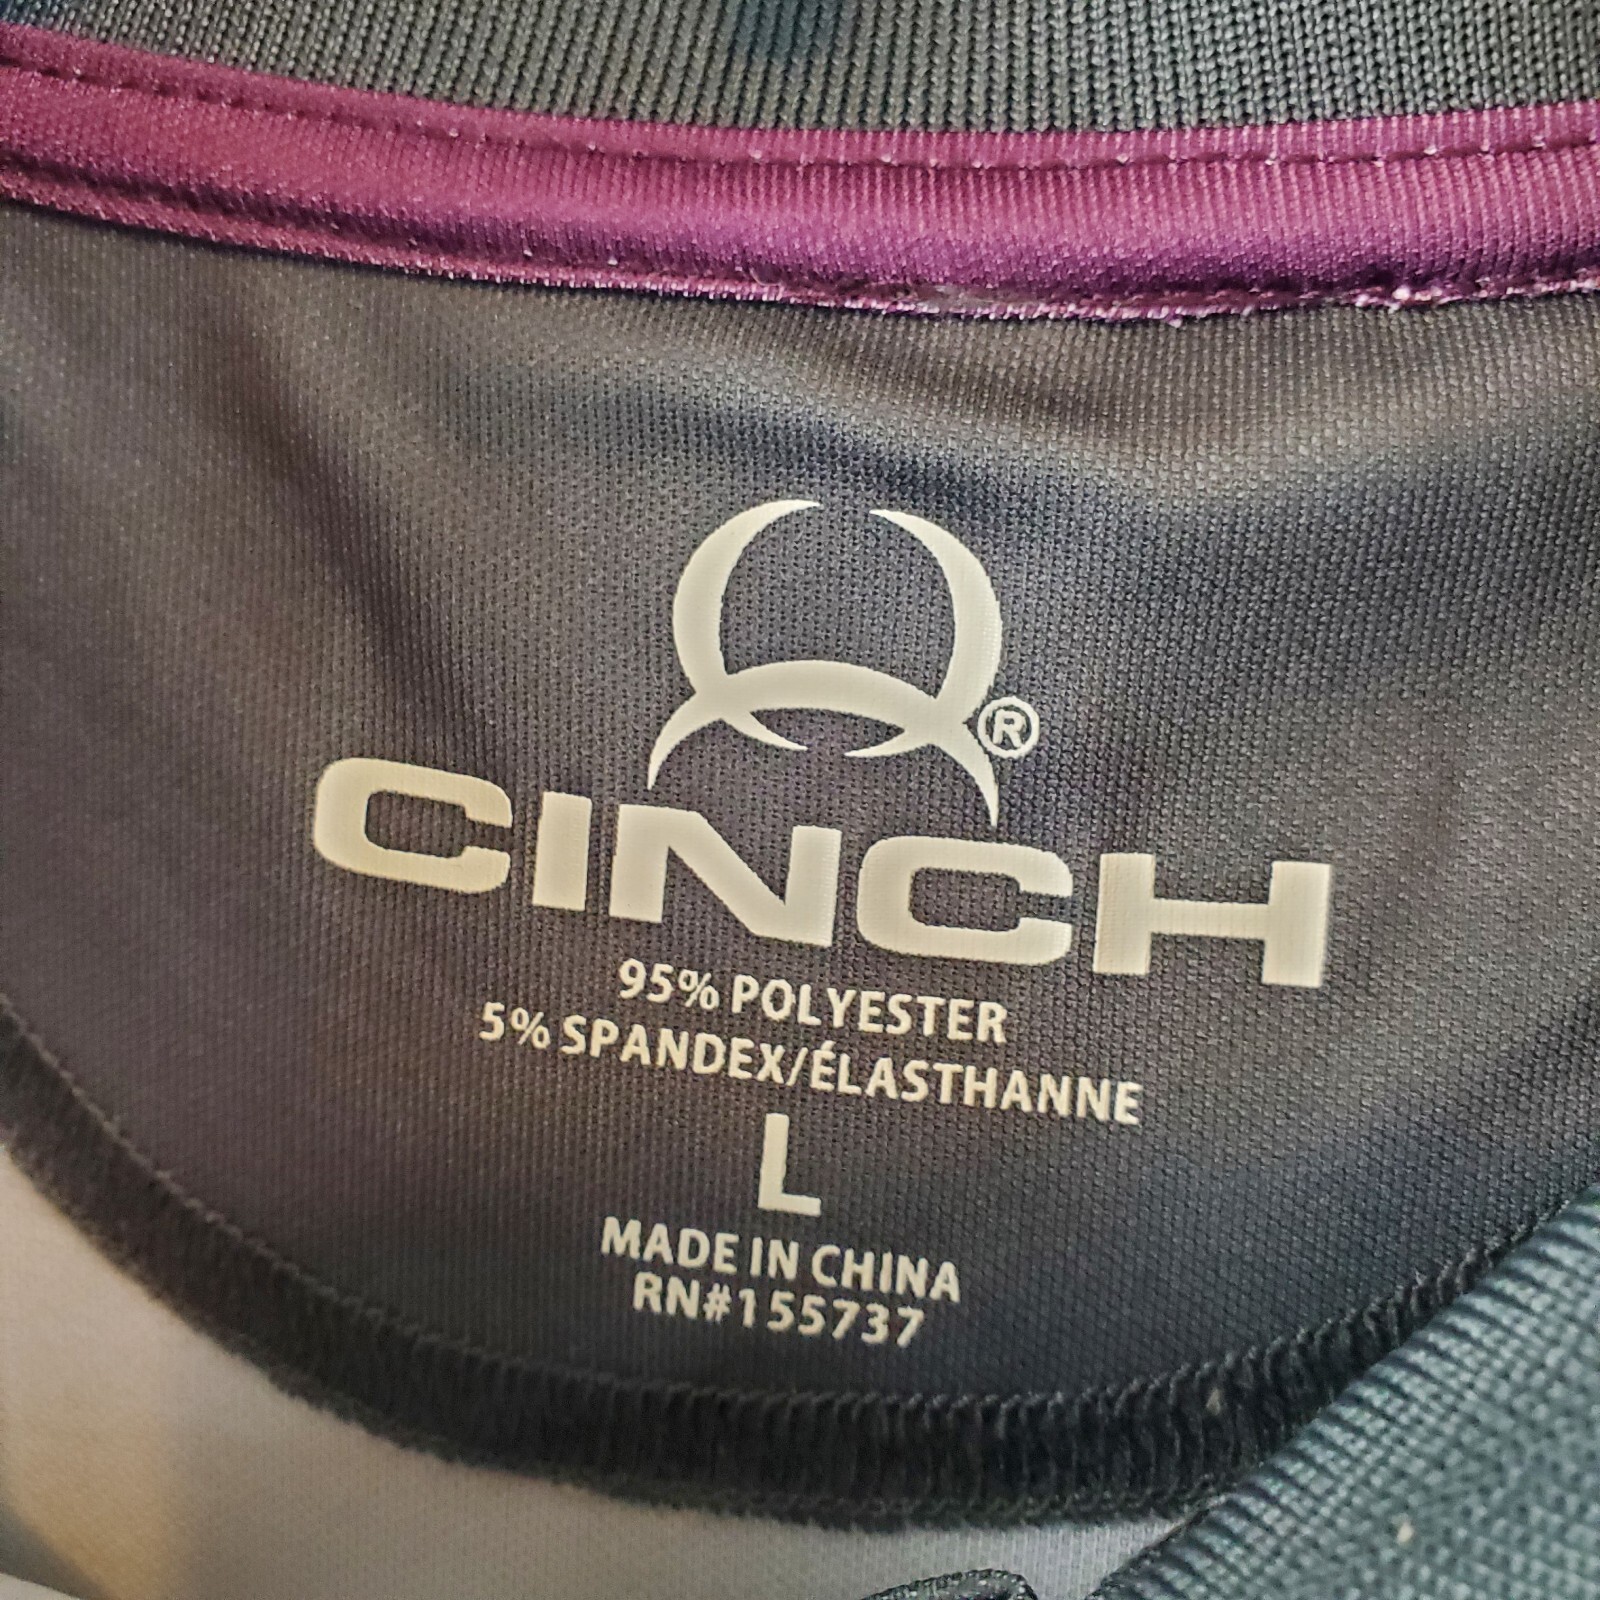 ®
CINCH
95% POLYESTER
5% SPANDEX/ÉLASTHANNE
L
MADE IN CHINA
RN#155737